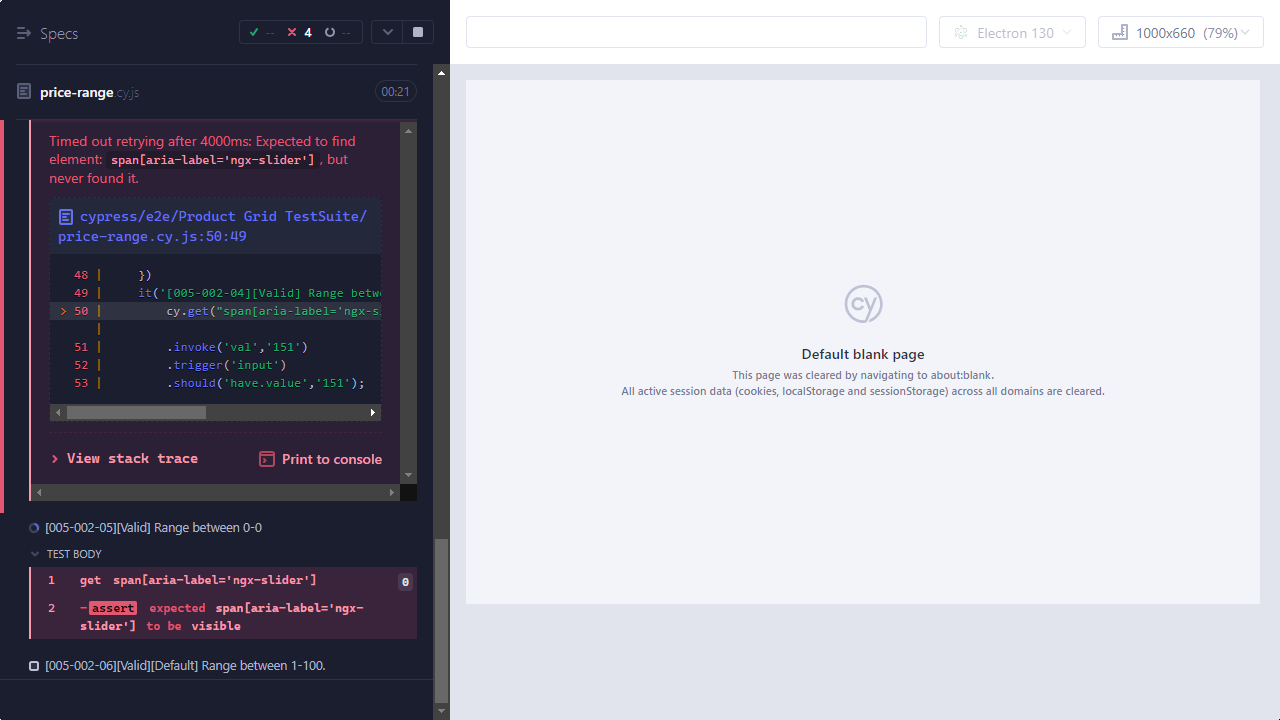 Specs
-- 4 --
Electron 130
1000x660 (79%)
price-range.cy.js
00:21
Timed out retrying after 4000ms: Expected to find
element: span[aria-label='ngx-slider'], but
never found it.
cypress/e2e/Product Grid TestSuite/
price-range.cy.js:50:49
48 | })
49 | it('[005-002-04][Valid] Range betw
> 50 | cy.get("span[aria-label='ngx-sl
|
51 | .invoke('val','151')
52 | .trigger('input')
53 | .should('have.value','151');
View stack trace
Print to console
[005-002-05][Valid] Range between 0-0
TEST BODY
1 get span[aria-label='ngx-slider'] 0
2 -assert expected span[aria-label='ngx-
slider'] to be visible
[005-002-06][Valid][Default] Range between 1-100.
cy
Default blank page
This page was cleared by navigating to about:blank.
All active session data (cookies, localStorage and sessionStorage) across all domains are cleared.